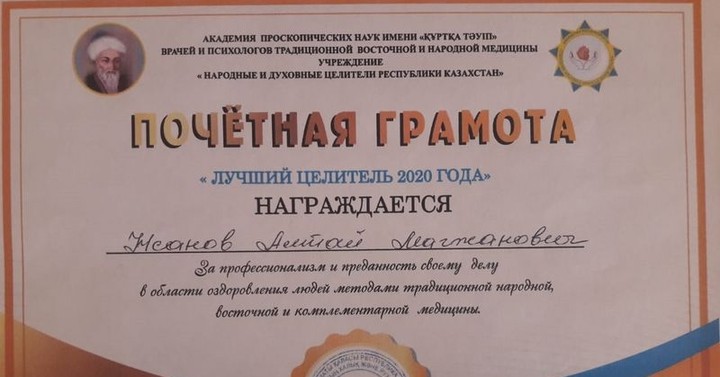 АКАДЕМИЯ ПРОСКОПИЧЕСКИХ НАУК ИМЕНИ «ҚҰРТҚА ТӘУІП»
ВРАЧЕЙ И ПСИХОЛОГОВ ТРАДИЦИОННОЙ ВОСТОЧНОЙ И НАРОДНОЙ МЕДИЦИНЫ
УЧРЕЖДЕНИЕ
« НАРОДНЫЕ И ДУХОВНЫЕ ЦЕЛИТЕЛИ РЕСПУБЛИКИ КАЗАХСТАН»
ПОЧЁТНАЯ ГРАМОТА
« ЛУЧШИЙ ЦЕЛИТЕЛЬ 2020 ГОДА»
НАГРАЖДАЕТСЯ
Жанов Алтай Магжанович
За профессионализм и преданность своему делу
в области оздоровления людей методами традиционной народной,
восточной и комплементарной медицины.